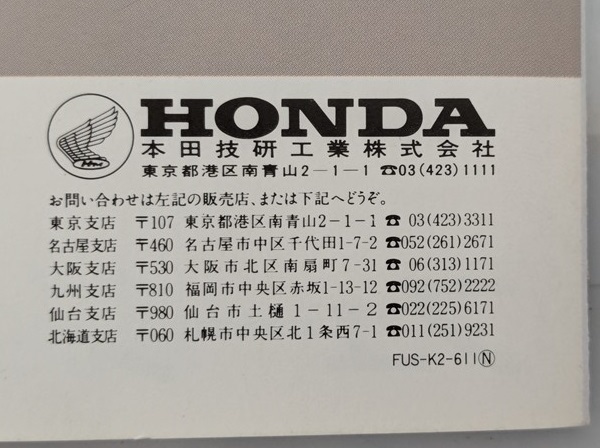 HONDA
HM
本田技研工業株式会社
東京都港区南青山2-1-1 ☎03(423)1111
お問い合わせは左記の販売店、または下記へどうぞ。
東京支店 〒107 東京都港区南青山2-1-1 ☎ 03(423)3311
名古屋支店 〒460 名古屋市中区千代田1-7-2 ☎052(261)2671
大阪支店 〒530 大阪市北区南扇町7-31 ☎ 06(313)1171
九州支店 〒810 福岡市中央区赤坂1-13-12 ☎092(752)2222
仙台支店 〒980 仙台市土樋1-11-2 ☎022(225)6171
北海道支店 〒060 札幌市中央区北1条西7-1 ☎011(251)9231
FUS-K2-611Ⓝ